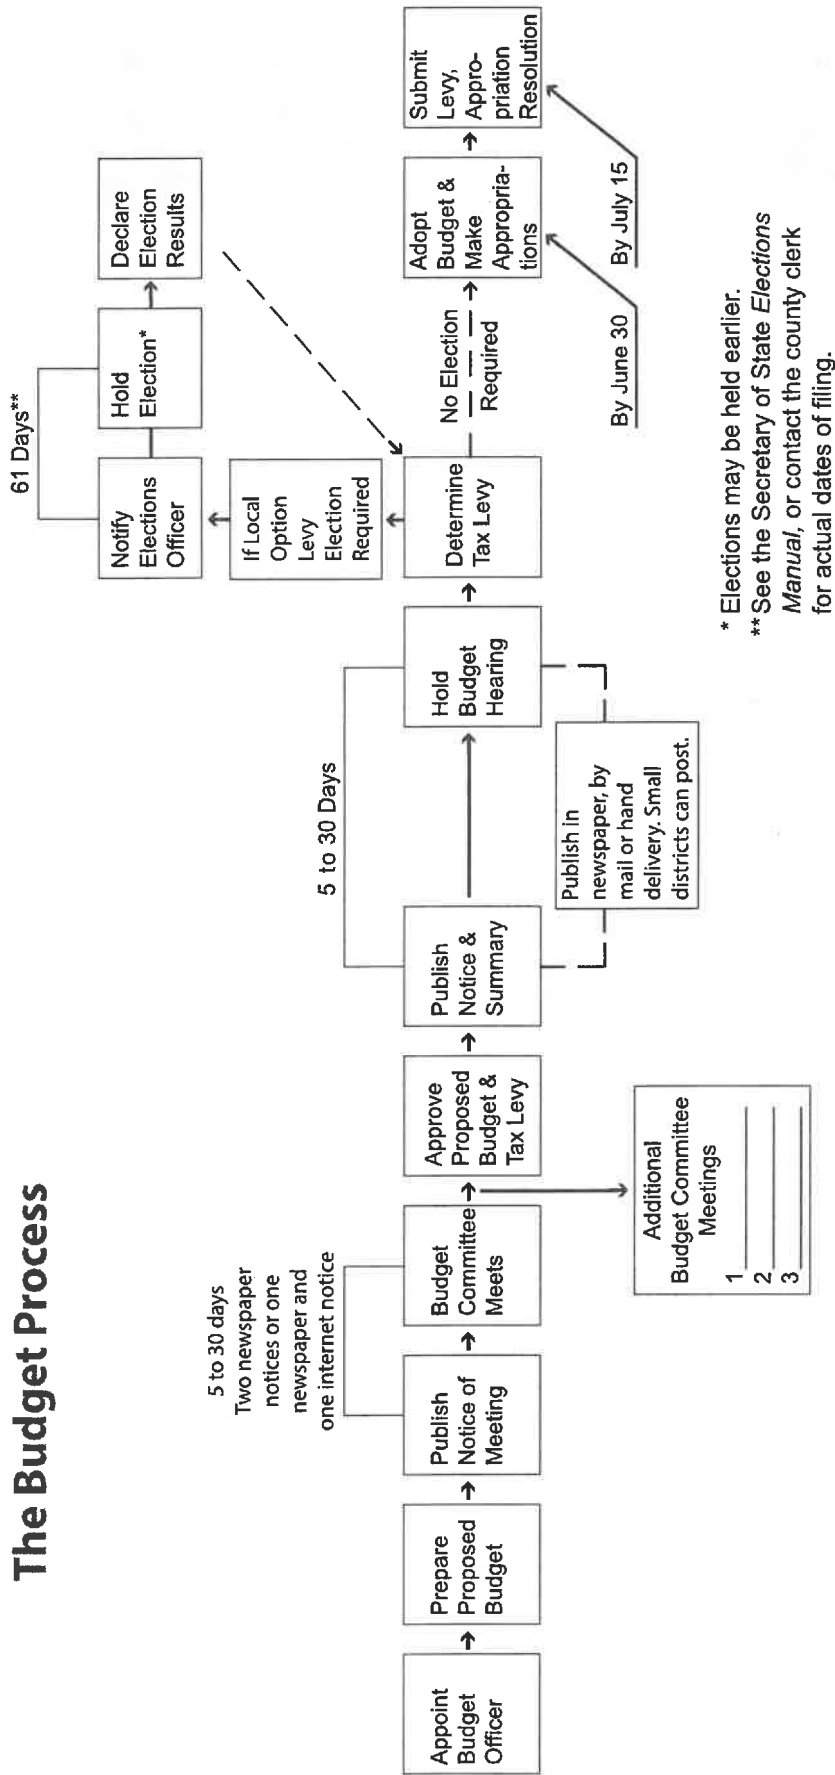 The Budget Process
Appoint
Budget
Officer
Prepare
Proposed
Budget
5 to 30 days
Two newspaper
notices or one
newspaper and
one internet notice
Publish
Notice of
Meeting
Budget
Committee
Meets
Additional
Budget Committee
Meetings
1
2
3
Approve
Proposed
Budget &
Tax Levy
5 to 30 Days
Publish
Notice &
Summary
Publish in
newspaper, by
mail or hand
delivery. Small
districts can post.
Hold
Budget
Hearing
Determine
Tax Levy
If Local
Option
Levy
Election
Required
61 Days**
Notify
Elections
Officer
Hold
Election*
Declare
Election
Results
No Election
Required
Adopt
Budget &
Make
Appropria-
tions
By June 30
Submit
Levy,
Appro-
priation
Resolution
By July 15
* Elections may be held earlier.
** See the Secretary of State Elections
Manual, or contact the county clerk
for actual dates of filing.